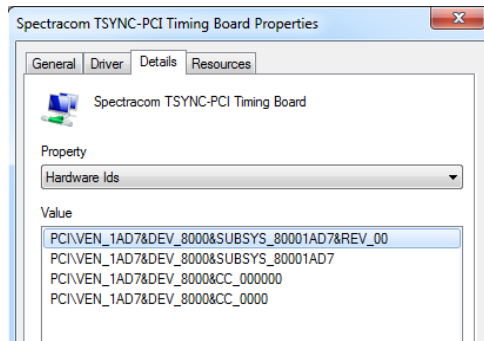 Spectracom TSYNC-PCI Timing Board Properties
General Driver Details Resources
Spectracom TSYNC-PCI Timing Board
Property
Hardware Ids
Value
PCI\VEN_1AD7&DEV_8000&SUBSYS_80001AD7&REV_00
PCI\VEN_1AD7&DEV_8000&SUBSYS_80001AD7
PCI\VEN_1AD7&DEV_8000&CC_000000
PCI\VEN_1AD7&DEV_8000&CC_0000